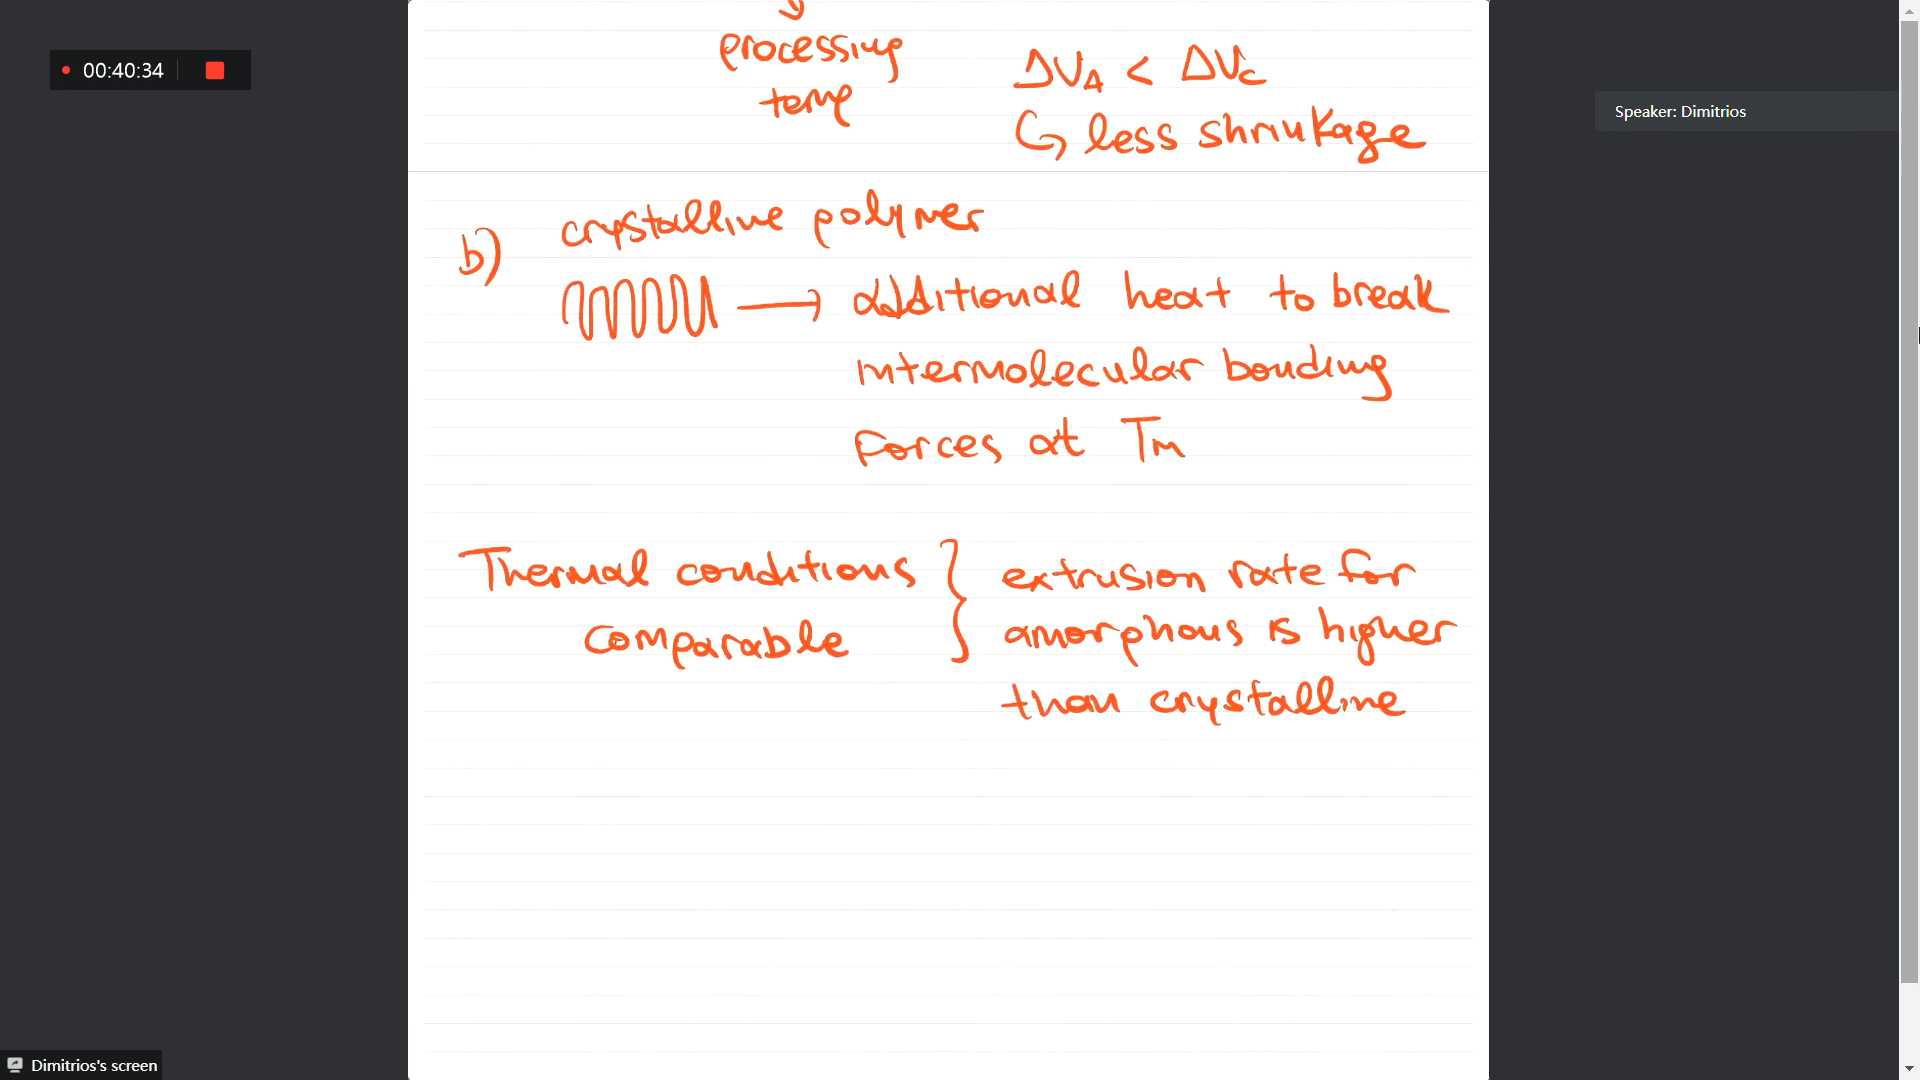 00:40:34
Speaker: Dimitrios
processing
temp
ΔVA < ΔVc
↳ less shrinkage
b) crystalline polymer
→ additional heat to break
intermolecular bonding
forces at Tm
Thermal conditions
comparable
} extrusion rate for
amorphous is higher
than crystalline
Dimitrios's screen